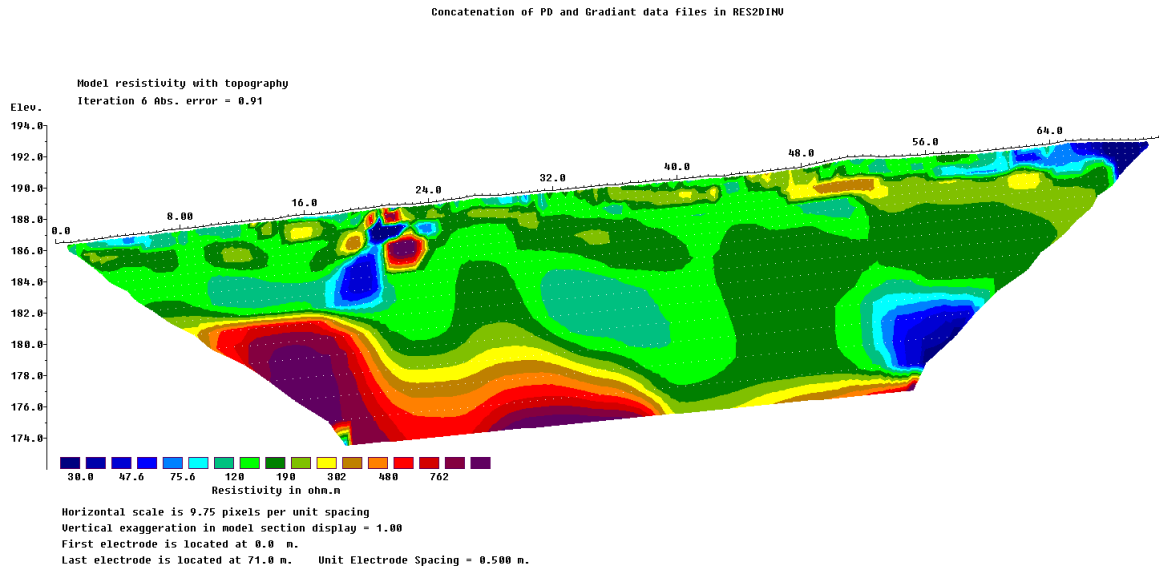 Concatenation of PD and Gradiant data files in RES2DINV
Model resistivity with topography
Iteration 6 Abs. error = 0.91
Elev.
194.0
192.0
190.0
188.0
186.0
184.0
182.0
180.0
178.0
176.0
174.0
0.0 8.00 16.0 24.0 32.0 40.0 48.0 56.0 64.0
30.0 47.6 75.6 120 190 302 480 762
Resistivity in ohm.m
Horizontal scale is 9.75 pixels per unit spacing
Vertical exaggeration in model section display = 1.00
First electrode is located at 0.0 m.
Last electrode is located at 71.0 m. Unit Electrode Spacing = 0.500 m.